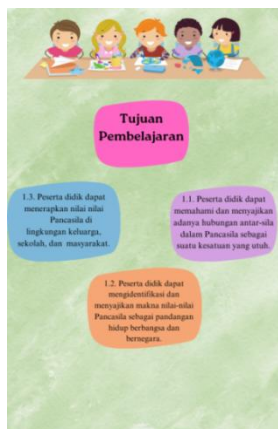 Tujuan
Pembelajaran
1.3. Peserta didik dapat
menerapkan nilai nilai
Pancasila di
lingkungan keluarga,
sekolah, dan masyarakat.
1.1. Peserta didik dapat
memahami dan menyajikan
adanya hubungan antar-sila
dalam Pancasila sebagai
suatu kesatuan yang utuh.
1.2. Peserta didik dapat
mengidentifikasi dan
menyajikan makna nilai-nilai
Pancasila sebagai pandangan
hidup berbangsa dan
bernegara.